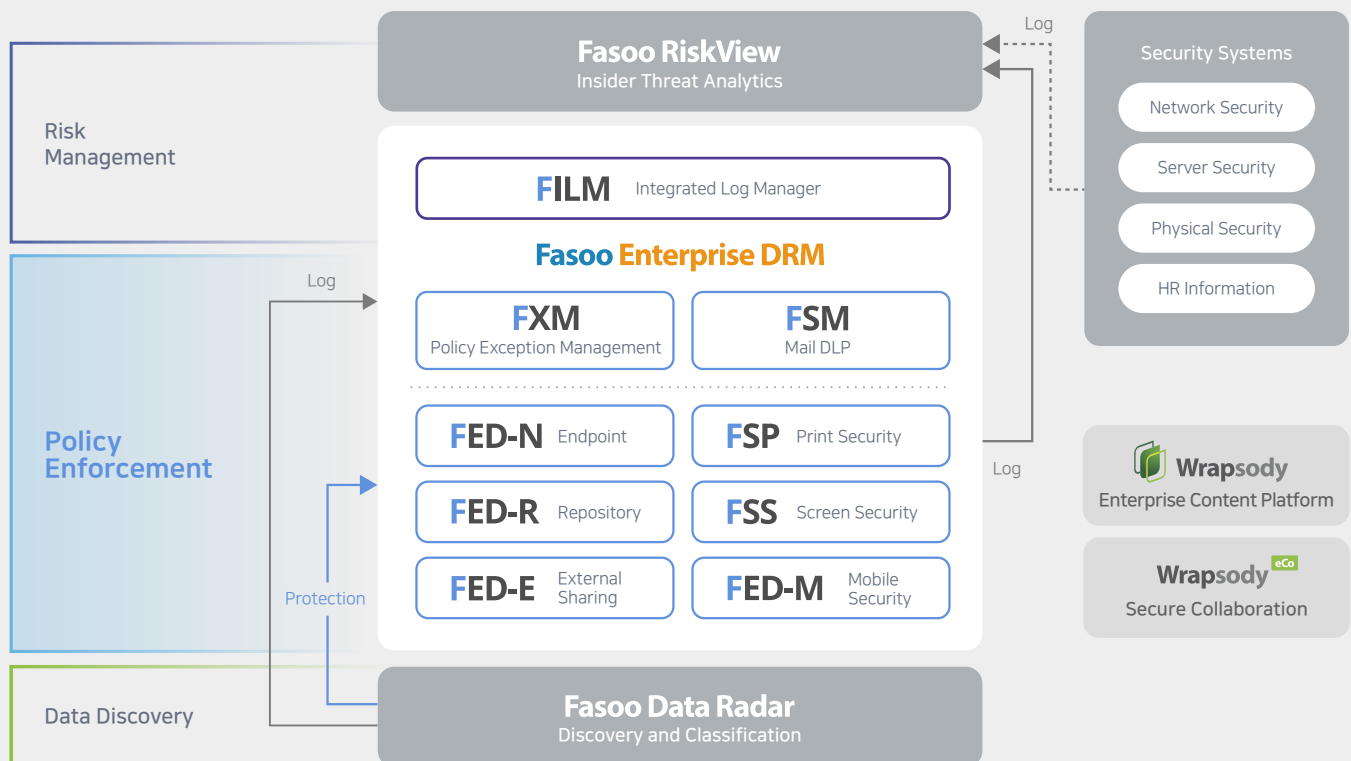 Fasoo RiskView
Insider Threat Analytics
Log
Security Systems
Network Security
Server Security
Physical Security
HR Information
Risk
Management
FILM Integrated Log Manager
Fasoo Enterprise DRM
Log
FXM
Policy Exception Management
FSM
Mail DLP
Policy
Enforcement
FED-N Endpoint
FSP Print Security
Log
FED-R Repository
FSS Screen Security
FED-E External
Sharing
FED-M Mobile
Security
Protection
Wrapsody
Enterprise Content Platform
Wrapsody eCo
Secure Collaboration
Data Discovery
Fasoo Data Radar
Discovery and Classification